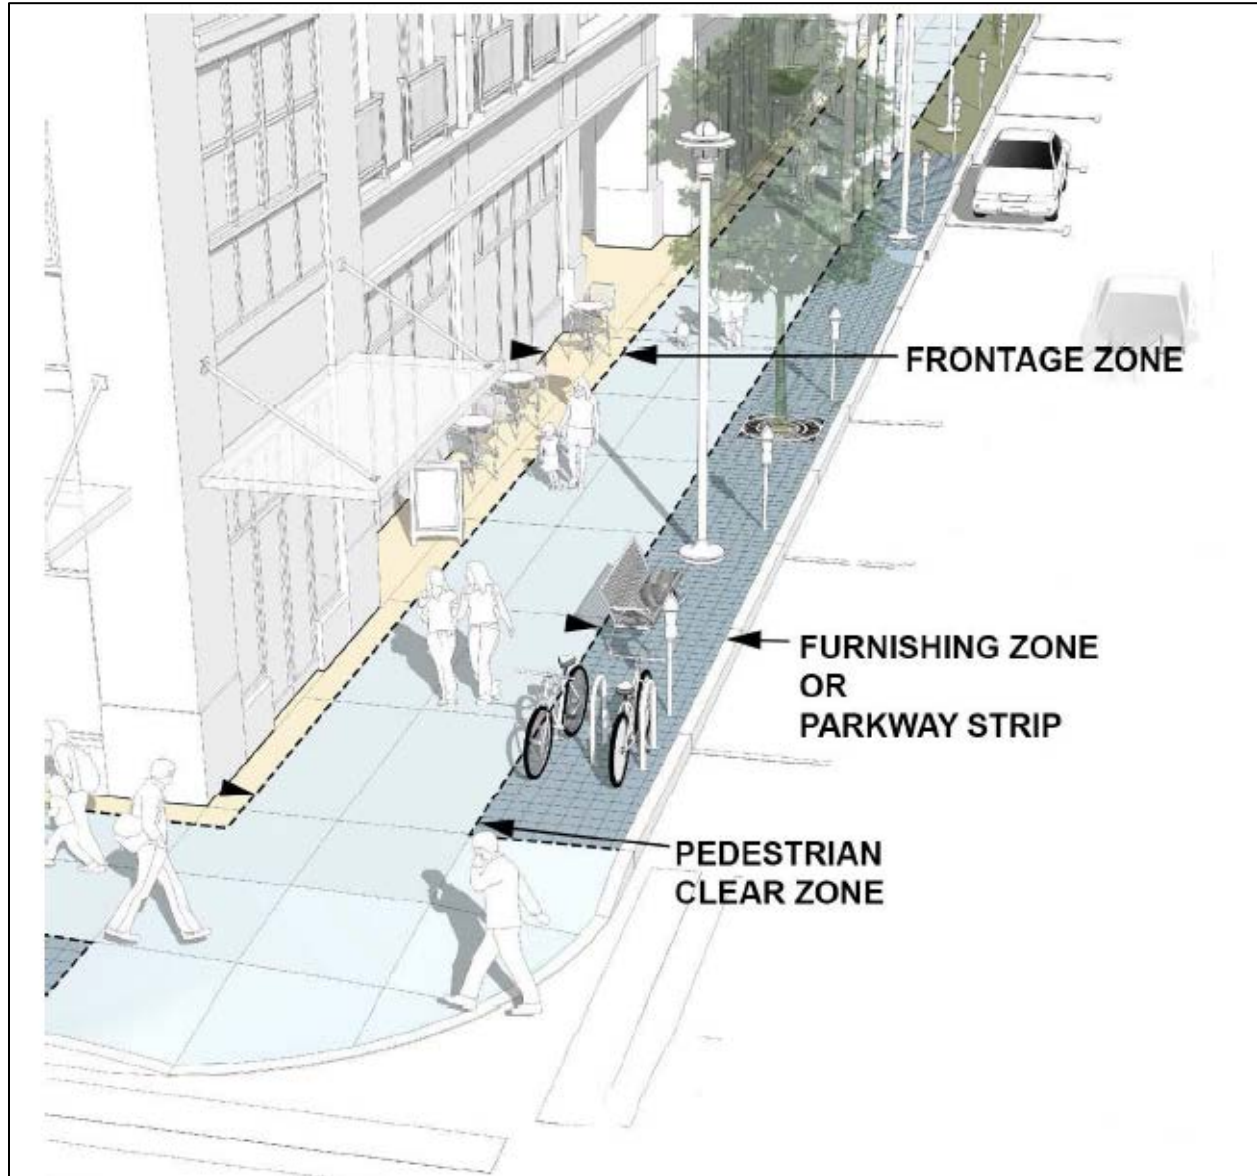 FRONTAGE ZONE
FURNISHING ZONE
OR
PARKWAY STRIP
PEDESTRIAN
CLEAR ZONE